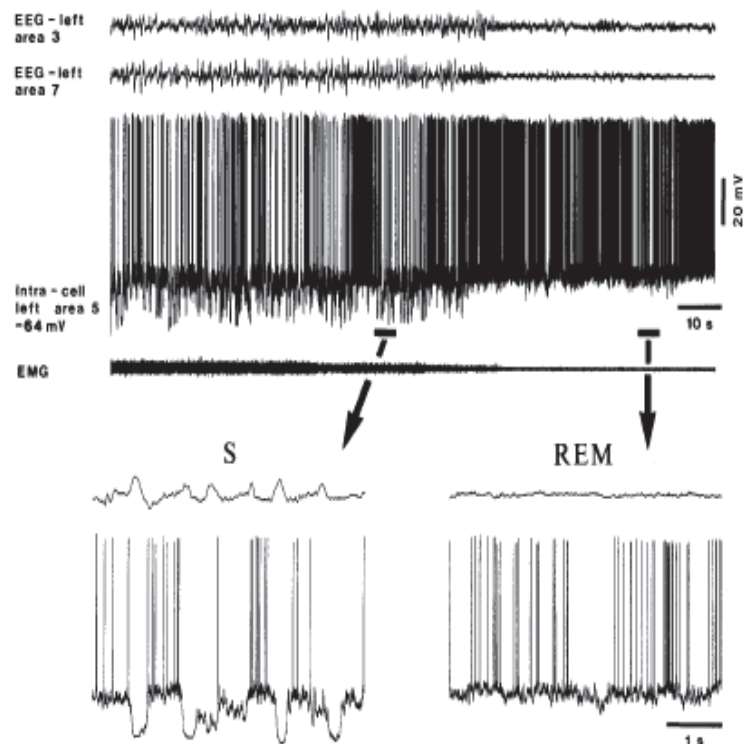 EEG - left
area 3
EEG - left
area 7
20 mV
Intra - cell
left area 5
-64 mV
10 s
EMG
S
REM
1 s